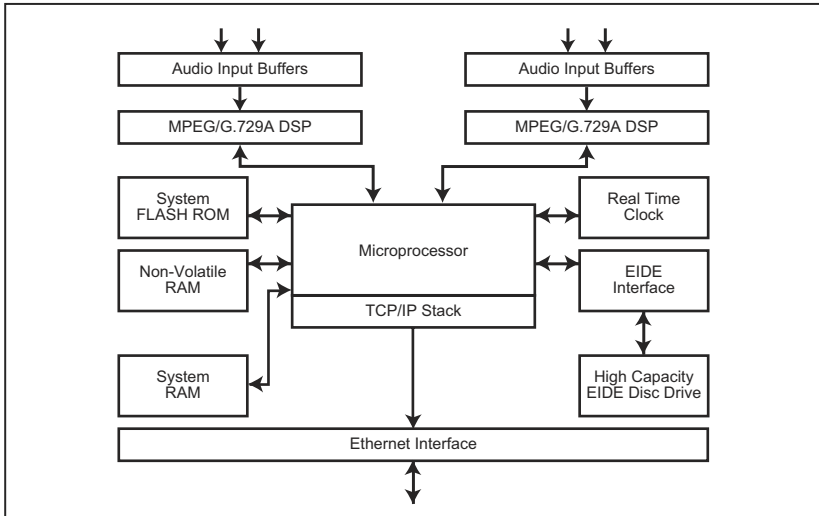 Audio Input Buffers
Audio Input Buffers
MPEG/G.729A DSP
MPEG/G.729A DSP
System
FLASH ROM
Real Time
Clock
Microprocessor
Non-Volatile
RAM
EIDE
Interface
TCP/IP Stack
System
RAM
High Capacity
EIDE Disc Drive
Ethernet Interface